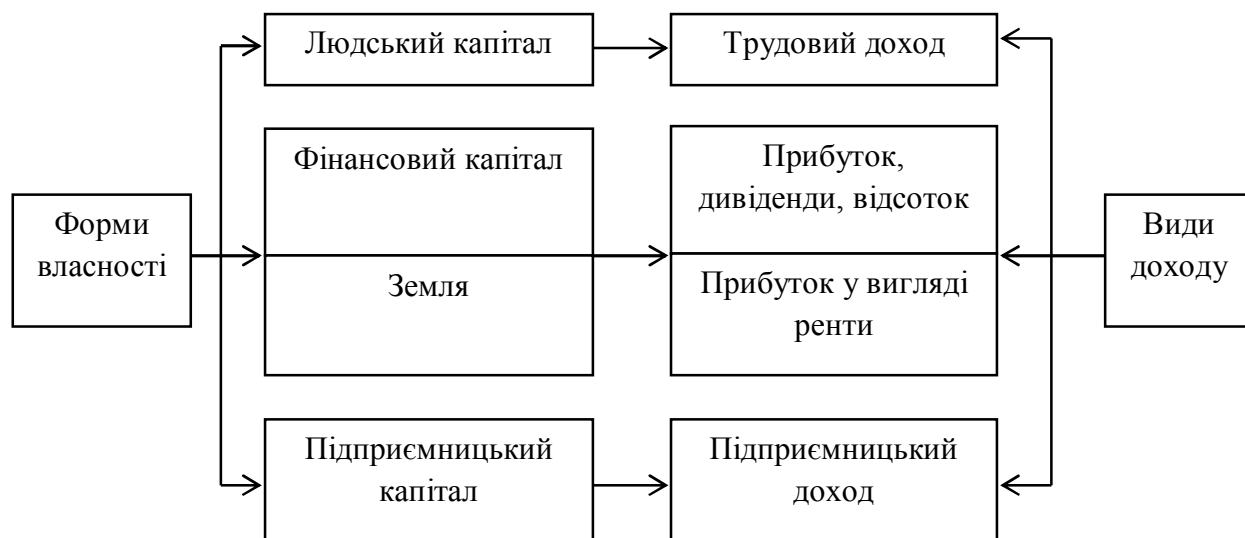 Людський капітал
Трудовий доход
Фінансовий капітал
Прибуток,
дивіденди, відсоток
Форми
власності
Види
доходу
Земля
Прибуток у вигляді
ренти
Підприємницький
капітал
Підприємницький
доход